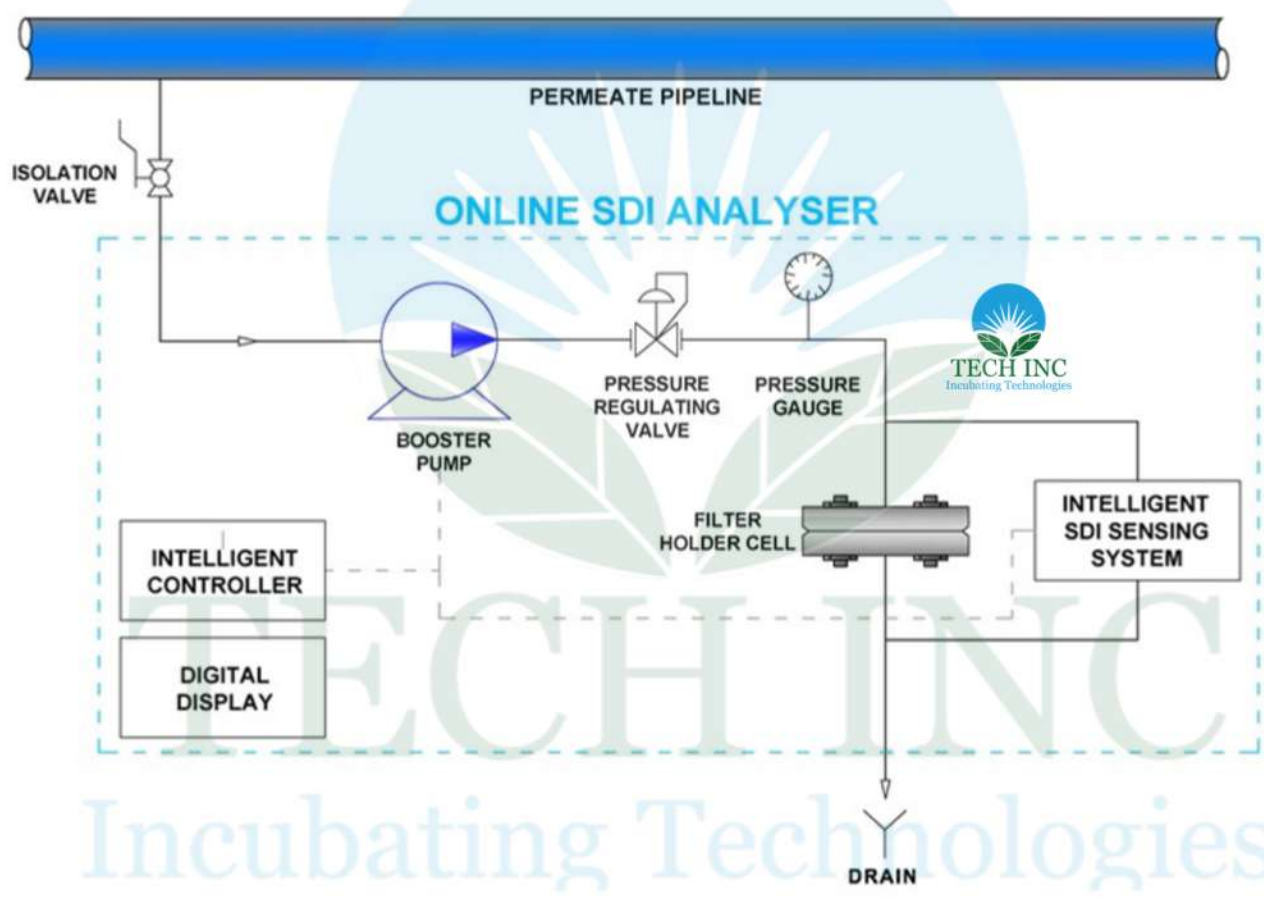 PERMEATE PIPELINE
ISOLATION
VALVE
ONLINE SDI ANALYSER
TECH INC
Incubating Technologies
PRESSURE
REGULATING
VALVE
PRESSURE
GAUGE
BOOSTER
PUMP
FILTER
HOLDER CELL
INTELLIGENT
SDI SENSING
SYSTEM
INTELLIGENT
CONTROLLER
DIGITAL
DISPLAY
TECH INC
Incubating Technologies
DRAIN